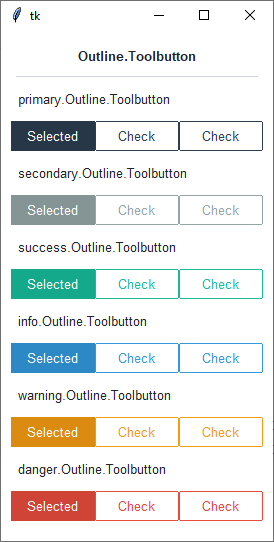 tk
Outline.Toolbutton
primary.Outline.Toolbutton
Selected Check Check
secondary.Outline.Toolbutton
Selected Check Check
success.Outline.Toolbutton
Selected Check Check
info.Outline.Toolbutton
Selected Check Check
warning.Outline.Toolbutton
Selected Check Check
danger.Outline.Toolbutton
Selected Check Check